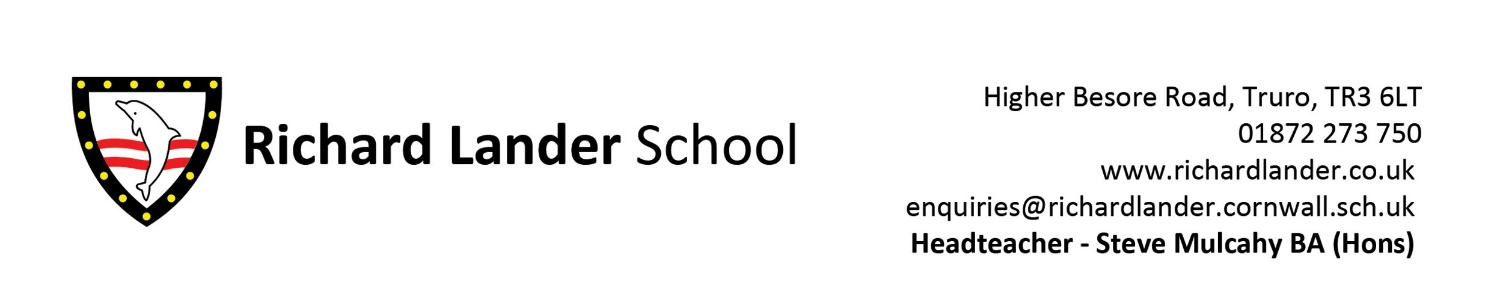 Richard Lander School
Higher Besore Road, Truro, TR3 6LT
01872 273 750
www.richardlander.co.uk
enquiries@richardlander.cornwall.sch.uk
Headteacher - Steve Mulcahy BA (Hons)